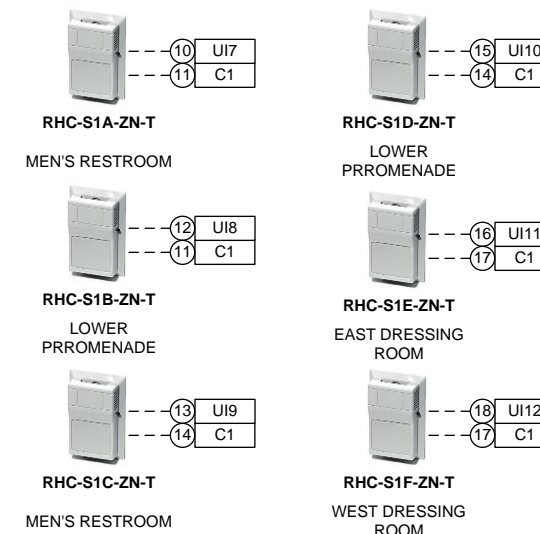 10 UI7
11 C1
RHC-S1A-ZN-T
MEN'S RESTROOM
12 UI8
11 C1
RHC-S1B-ZN-T
LOWER
PRROMENADE
13 UI9
14 C1
RHC-S1C-ZN-T
MEN'S RESTROOM
15 UI10
14 C1
RHC-S1D-ZN-T
LOWER
PRROMENADE
16 UI11
17 C1
RHC-S1E-ZN-T
EAST DRESSING
ROOM
18 UI12
17 C1
RHC-S1F-ZN-T
WEST DRESSING
ROOM